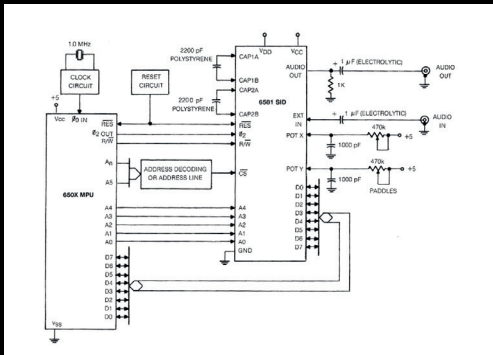 1.0 MHz
CLOCK
CIRCUIT
RESET
CIRCUIT
2200 pF
POLYSTYRENE
2200 pF
POLYSTYRENE
+5
Vcc
Ø0 IN
RES
Ø2 OUT
R/W
650X MPU
A5
ADDRESS DECODING
OR ADDRESS LINE
A4
A3
A2
A1
A0
D7
D6
D5
D4
D3
D2
D1
D0
VSS
VDD
VCC
CAP1A
CAP1B
CAP2A
CAP2B
6581 SID
RES
Ø2
R/W
CS
A4
A3
A2
A1
A0
GND
AUDIO
OUT
EXT
IN
POT X
POT Y
D0
D1
D2
D3
D4
D5
D6
D7
+ 1 µF (ELECTROLYTIC)
1K
AUDIO
OUT
+ 1 µF (ELECTROLYTIC)
AUDIO
IN
470k
+5
1000 pF
470k
+5
1000 pF
PADDLES